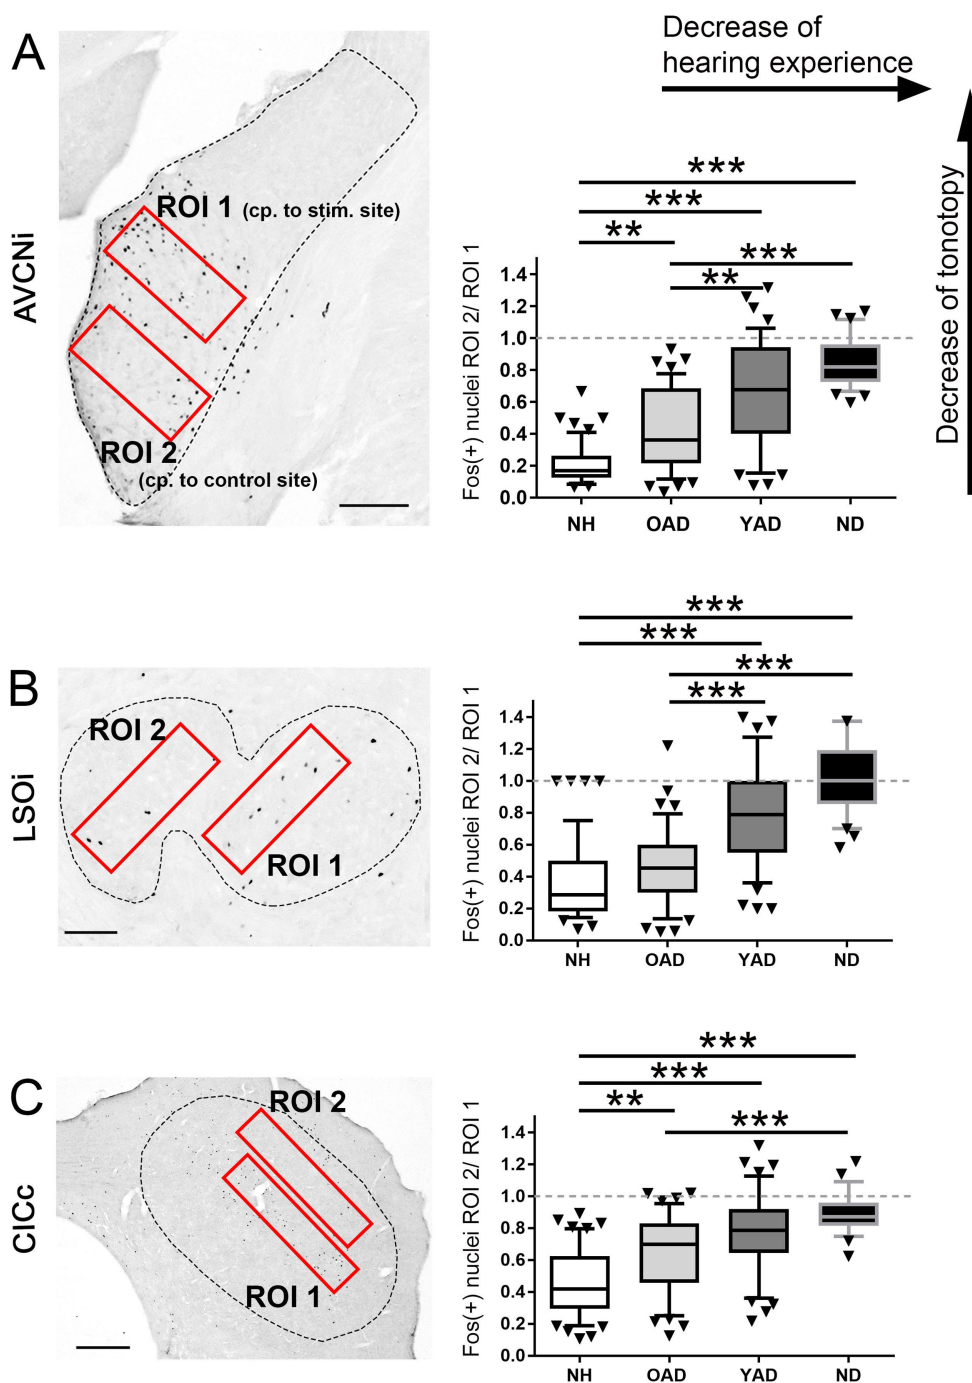 A
AVCNi
ROI 1 (cp. to stim. site)
ROI 2
(cp. to control site)
Decrease of
hearing experience
Decrease of tonotopy
***
***
**
***
**
Fos(+) nuclei ROI 2/ ROI 1
1.4
1.2
1.0
0.8
0.6
0.4
0.2
0.0
NH OAD YAD ND
B
LSOi
ROI 2
ROI 1
***
***
***
***
Fos(+) nuclei ROI 2/ ROI 1
1.4
1.2
1.0
0.8
0.6
0.4
0.2
0.0
NH OAD YAD ND
C
CICc
ROI 2
ROI 1
***
***
**
***
Fos(+) nuclei ROI 2/ ROI 1
1.4
1.2
1.0
0.8
0.6
0.4
0.2
0.0
NH OAD YAD ND